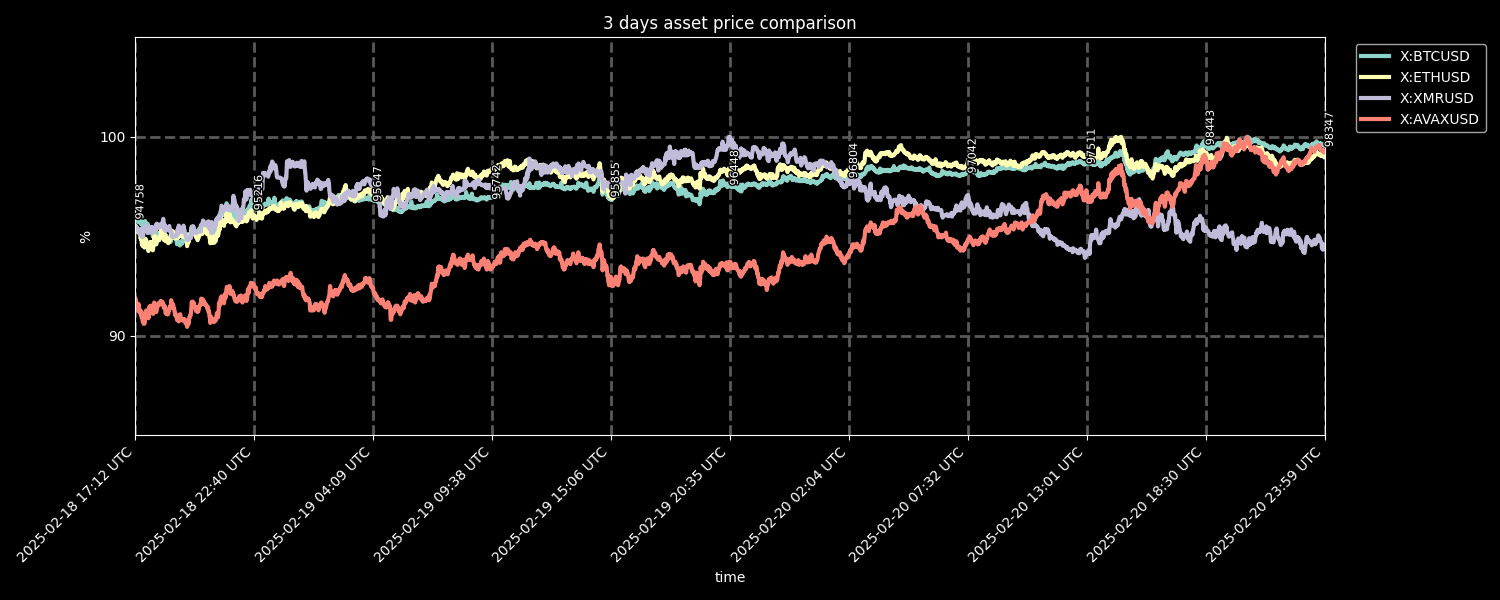 3 days asset price comparison
X:BTCUSD
X:ETHUSD
X:XMRUSD
X:AVAXUSD
100
90
%
94758
95216
95647
95742
95855
96448
96804
97042
97511
98443
98347
2025-02-18 17:12 UTC
2025-02-18 22:40 UTC
2025-02-19 04:09 UTC
2025-02-19 09:38 UTC
2025-02-19 15:06 UTC
2025-02-19 20:35 UTC
2025-02-20 02:04 UTC
2025-02-20 07:32 UTC
2025-02-20 13:01 UTC
2025-02-20 18:30 UTC
2025-02-20 23:59 UTC
time